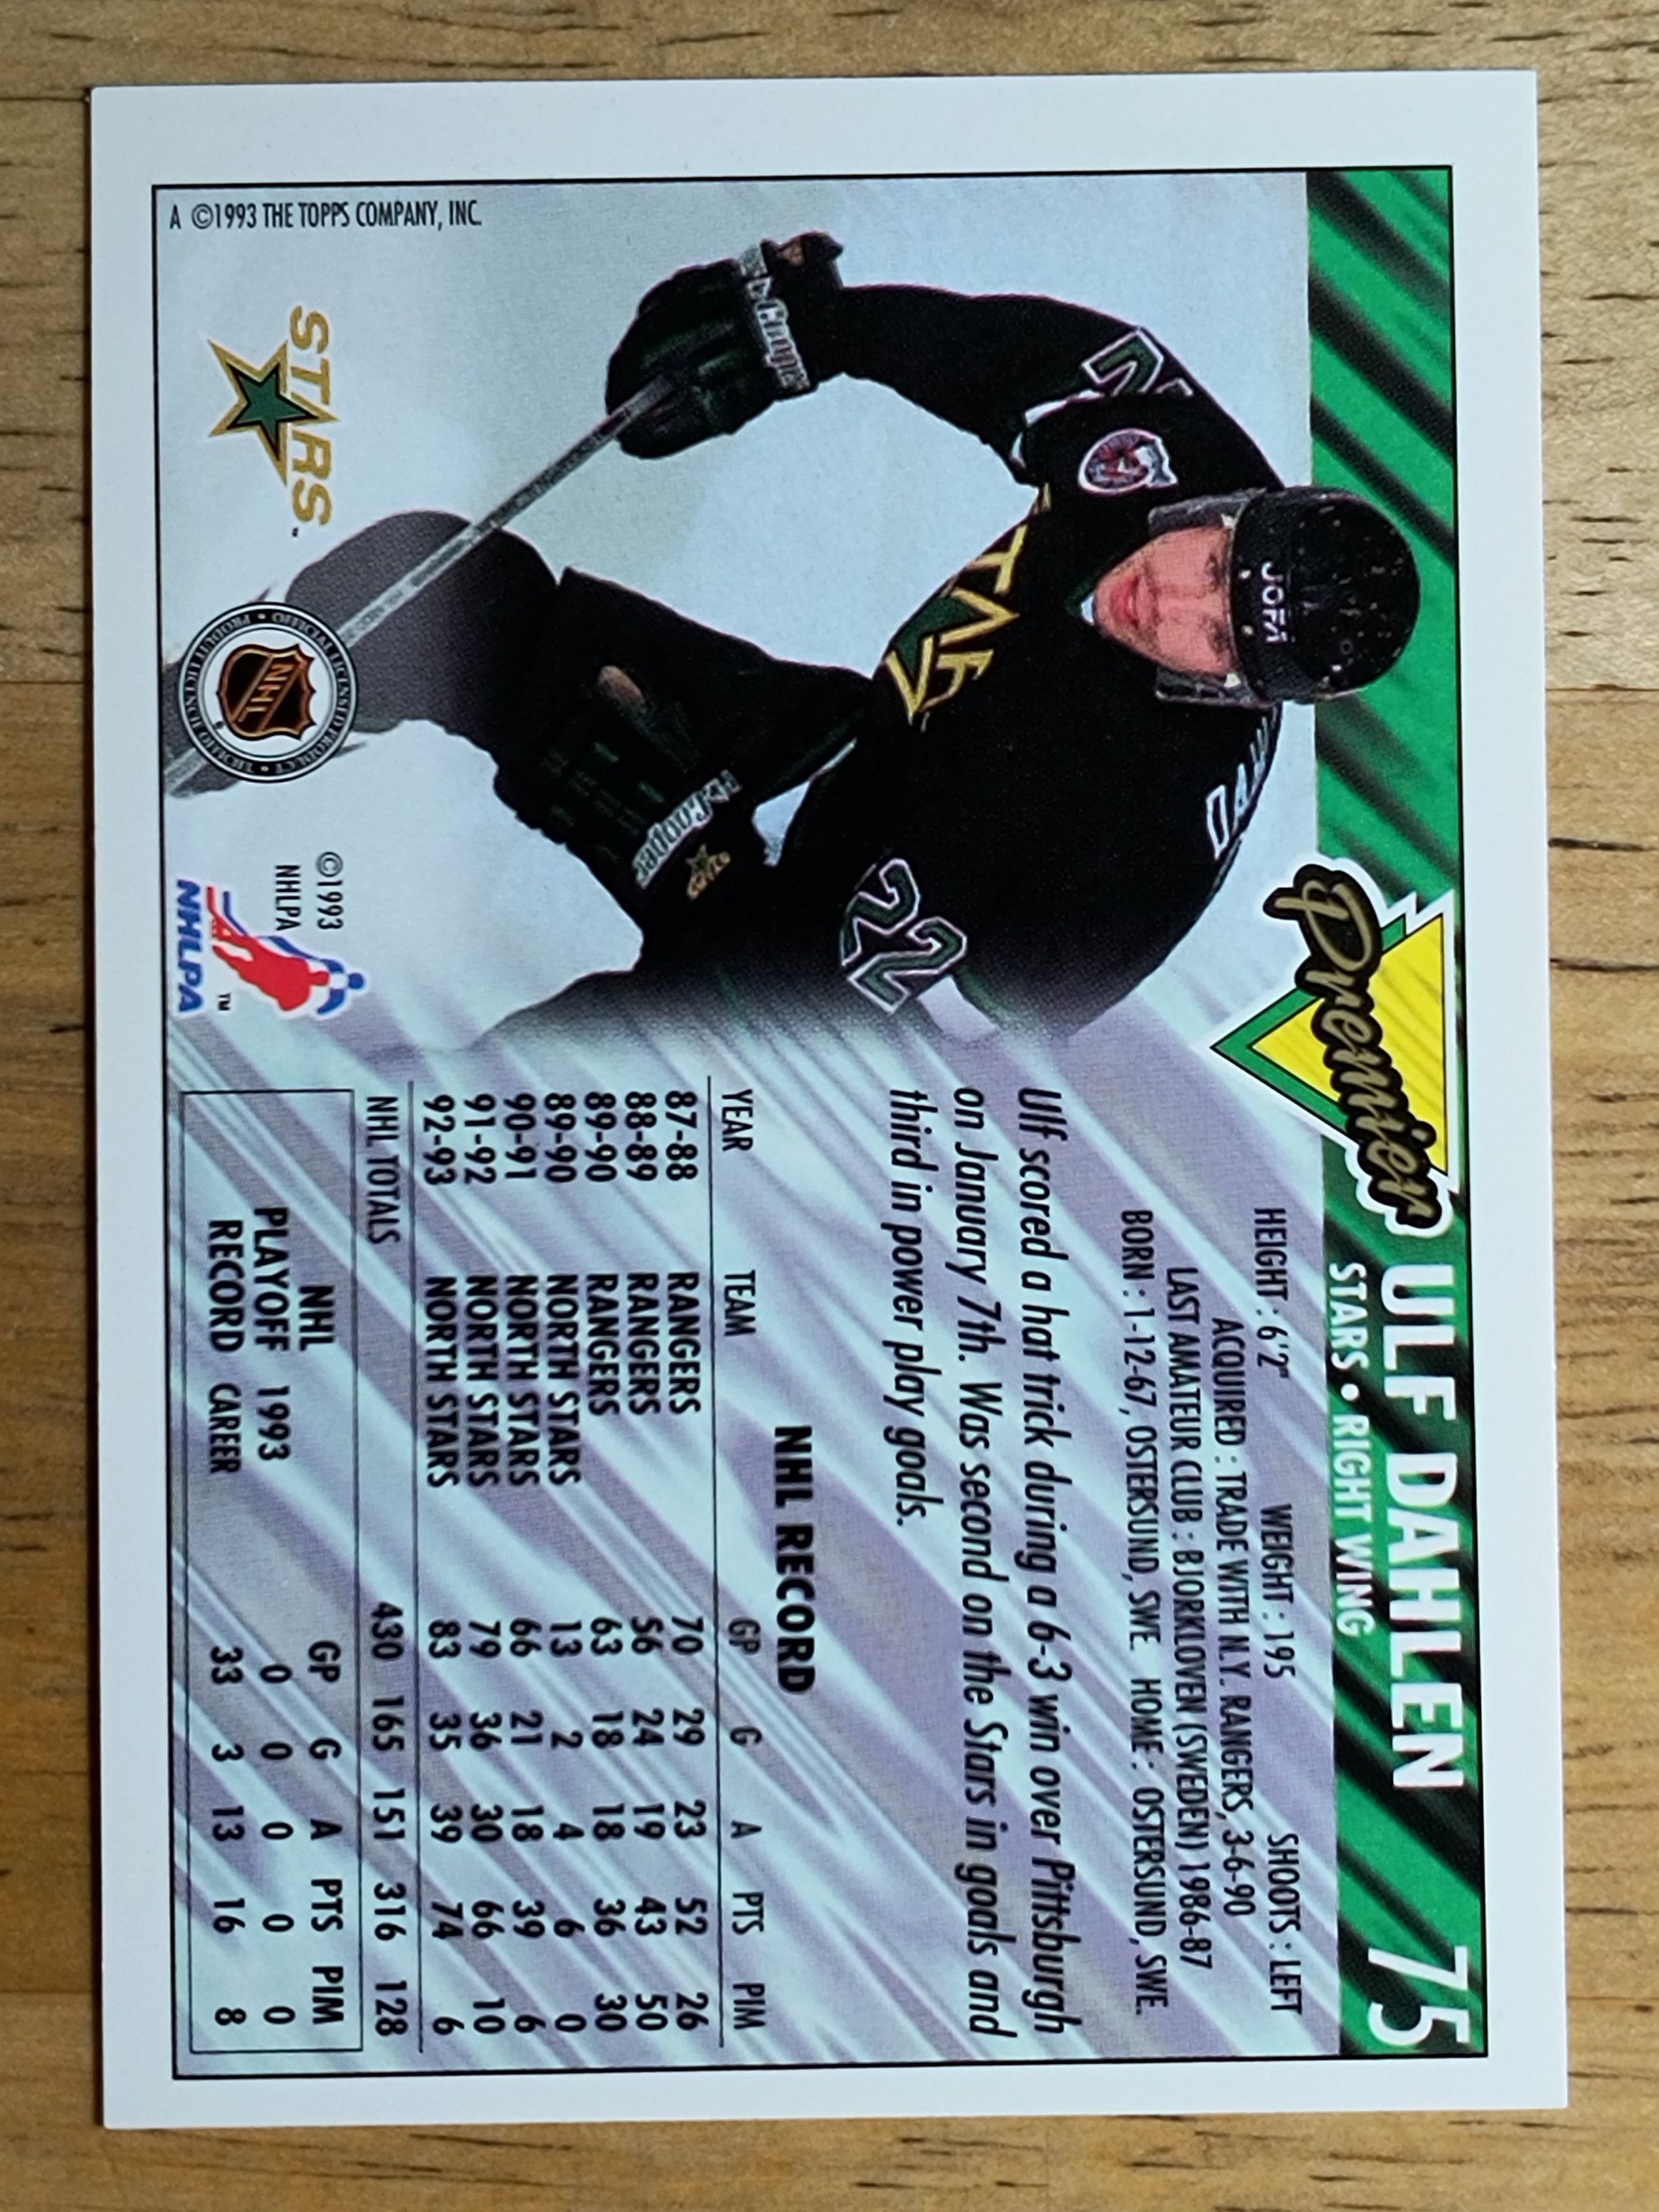 Premier
ULF DAHLEN
75
STARS • RIGHT WING
HEIGHT : 6'2" WEIGHT : 195 SHOOTS : LEFT
ACQUIRED : TRADE WITH N.Y. RANGERS, 3-6-90
LAST AMATEUR CLUB : BJORKLOVEN (SWEDEN) 1986-87
BORN : 1-12-67, OSTERSUND, SWE. HOME : OSTERSUND, SWE.
Ulf scored a hat trick during a 6-3 win over Pittsburgh
on January 7th. Was second on the Stars in goals and
third in power play goals.
NHL RECORD
YEAR TEAM GP G A PTS PIM
87-88 RANGERS 70 29 23 52 26
88-89 RANGERS 56 24 19 43 50
89-90 RANGERS 63 18 18 36 30
89-90 NORTH STARS 13 2 4 6 0
90-91 NORTH STARS 66 21 18 39 6
91-92 NORTH STARS 79 36 30 66 10
92-93 NORTH STARS 83 35 39 74 6
NHL TOTALS 430 165 151 316 128
NHL GP G A PTS PIM
PLAYOFF 1993 0 0 0 0 0
RECORD CAREER 33 3 13 16 8
JOFA
22
Cooper
Cooper
STARS
STARS™
NHL
©1993
NHLPA
NHLPA™
A ©1993 THE TOPPS COMPANY, INC.